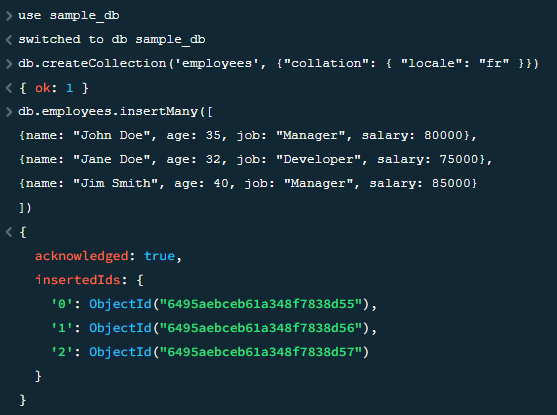 > use sample_db
< switched to db sample_db
> db.createCollection('employees', {"collation": { "locale": "fr" }})
< { ok: 1 }
> db.employees.insertMany([
{name: "John Doe", age: 35, job: "Manager", salary: 80000},
{name: "Jane Doe", age: 32, job: "Developer", salary: 75000},
{name: "Jim Smith", age: 40, job: "Manager", salary: 85000}
])
< {
acknowledged: true,
insertedIds: {
'0': ObjectId("6495aebceb61a348f7838d55"),
'1': ObjectId("6495aebceb61a348f7838d56"),
'2': ObjectId("6495aebceb61a348f7838d57")
}
}